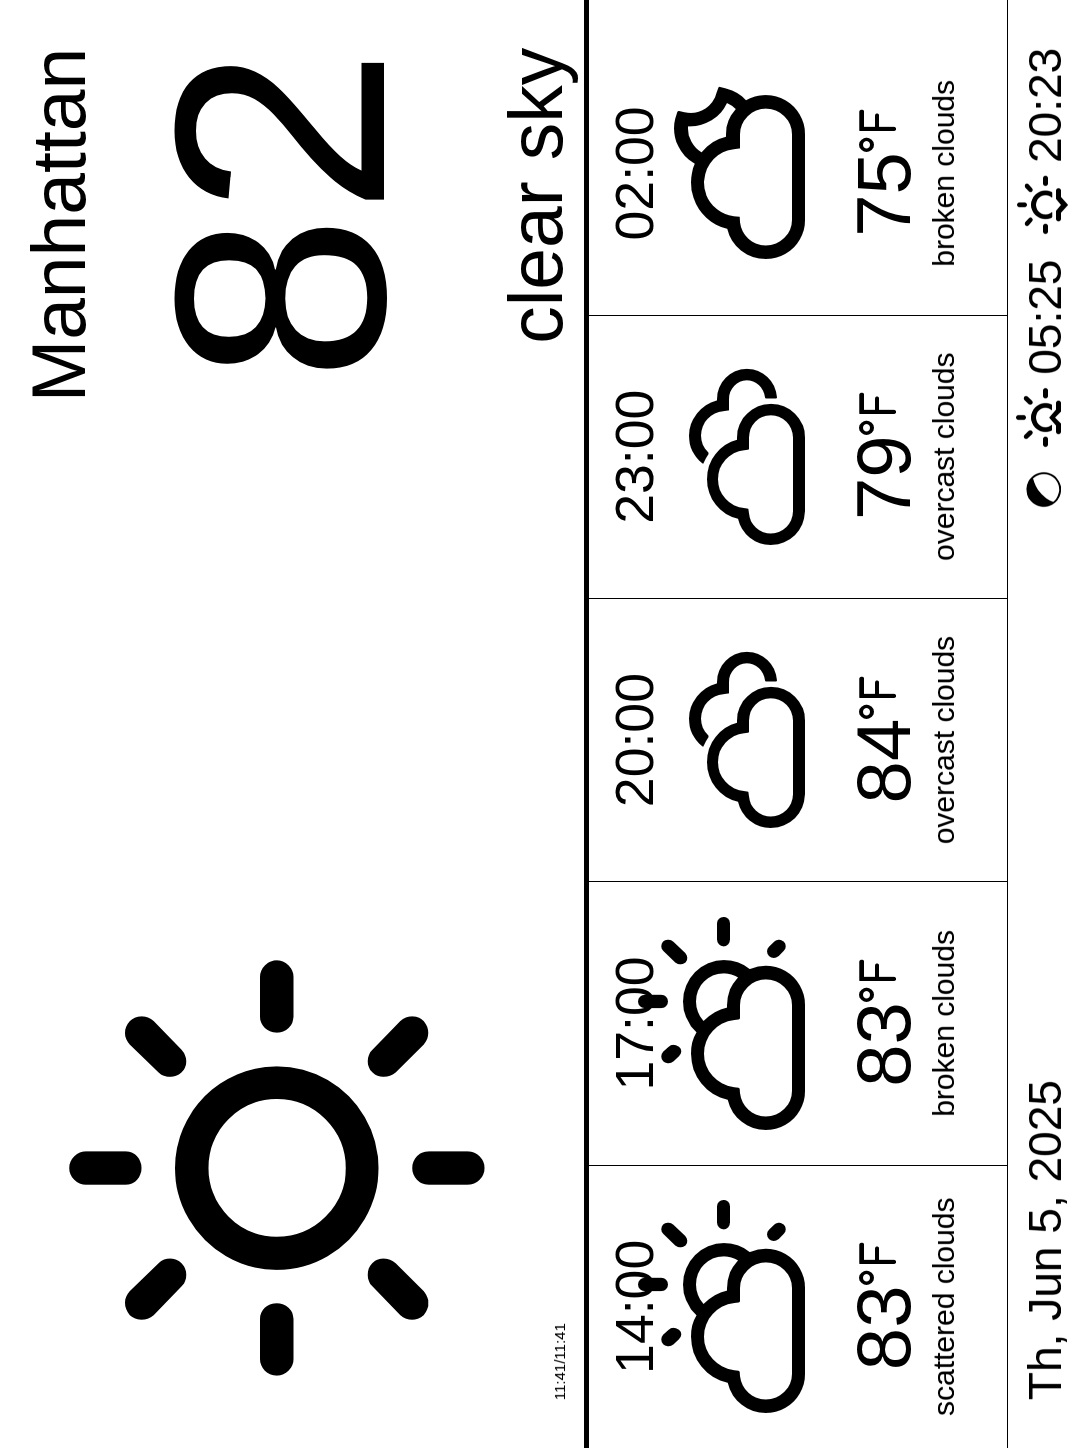 Manhattan
82
clear sky
11:41/11:41
14:00
83°F
scattered clouds
17:00
83°F
broken clouds
20:00
84°F
overcast clouds
23:00
79°F
overcast clouds
02:00
75°F
broken clouds
Th, Jun 5, 2025
05:25
20:23